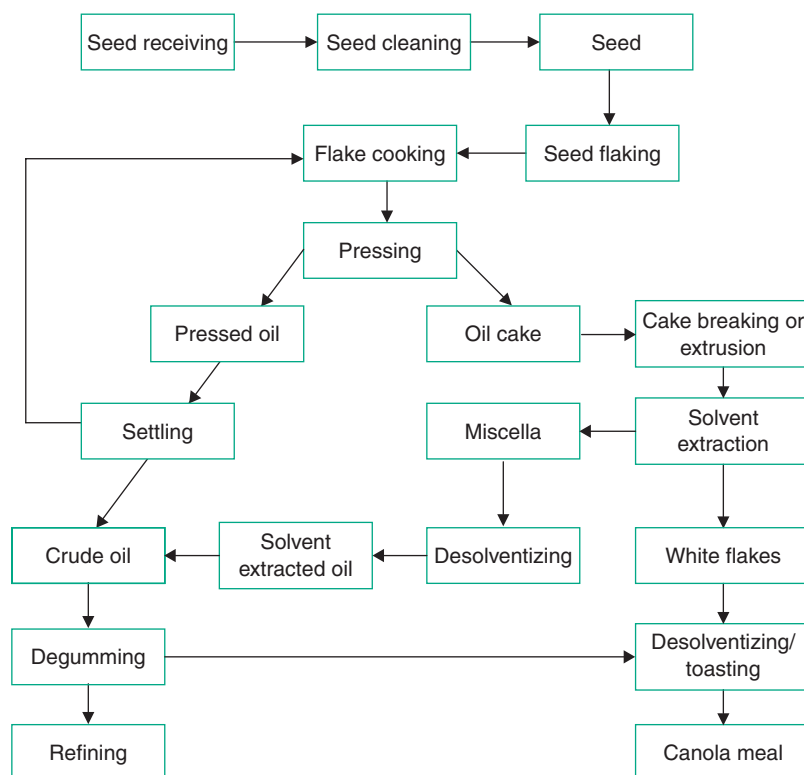 Seed receiving
Seed cleaning
Seed
Flake cooking
Seed flaking
Pressing
Pressed oil
Oil cake
Cake breaking or
extrusion
Settling
Miscella
Solvent
extraction
Crude oil
Solvent
extracted oil
Desolventizing
White flakes
Degumming
Desolventizing/
toasting
Refining
Canola meal